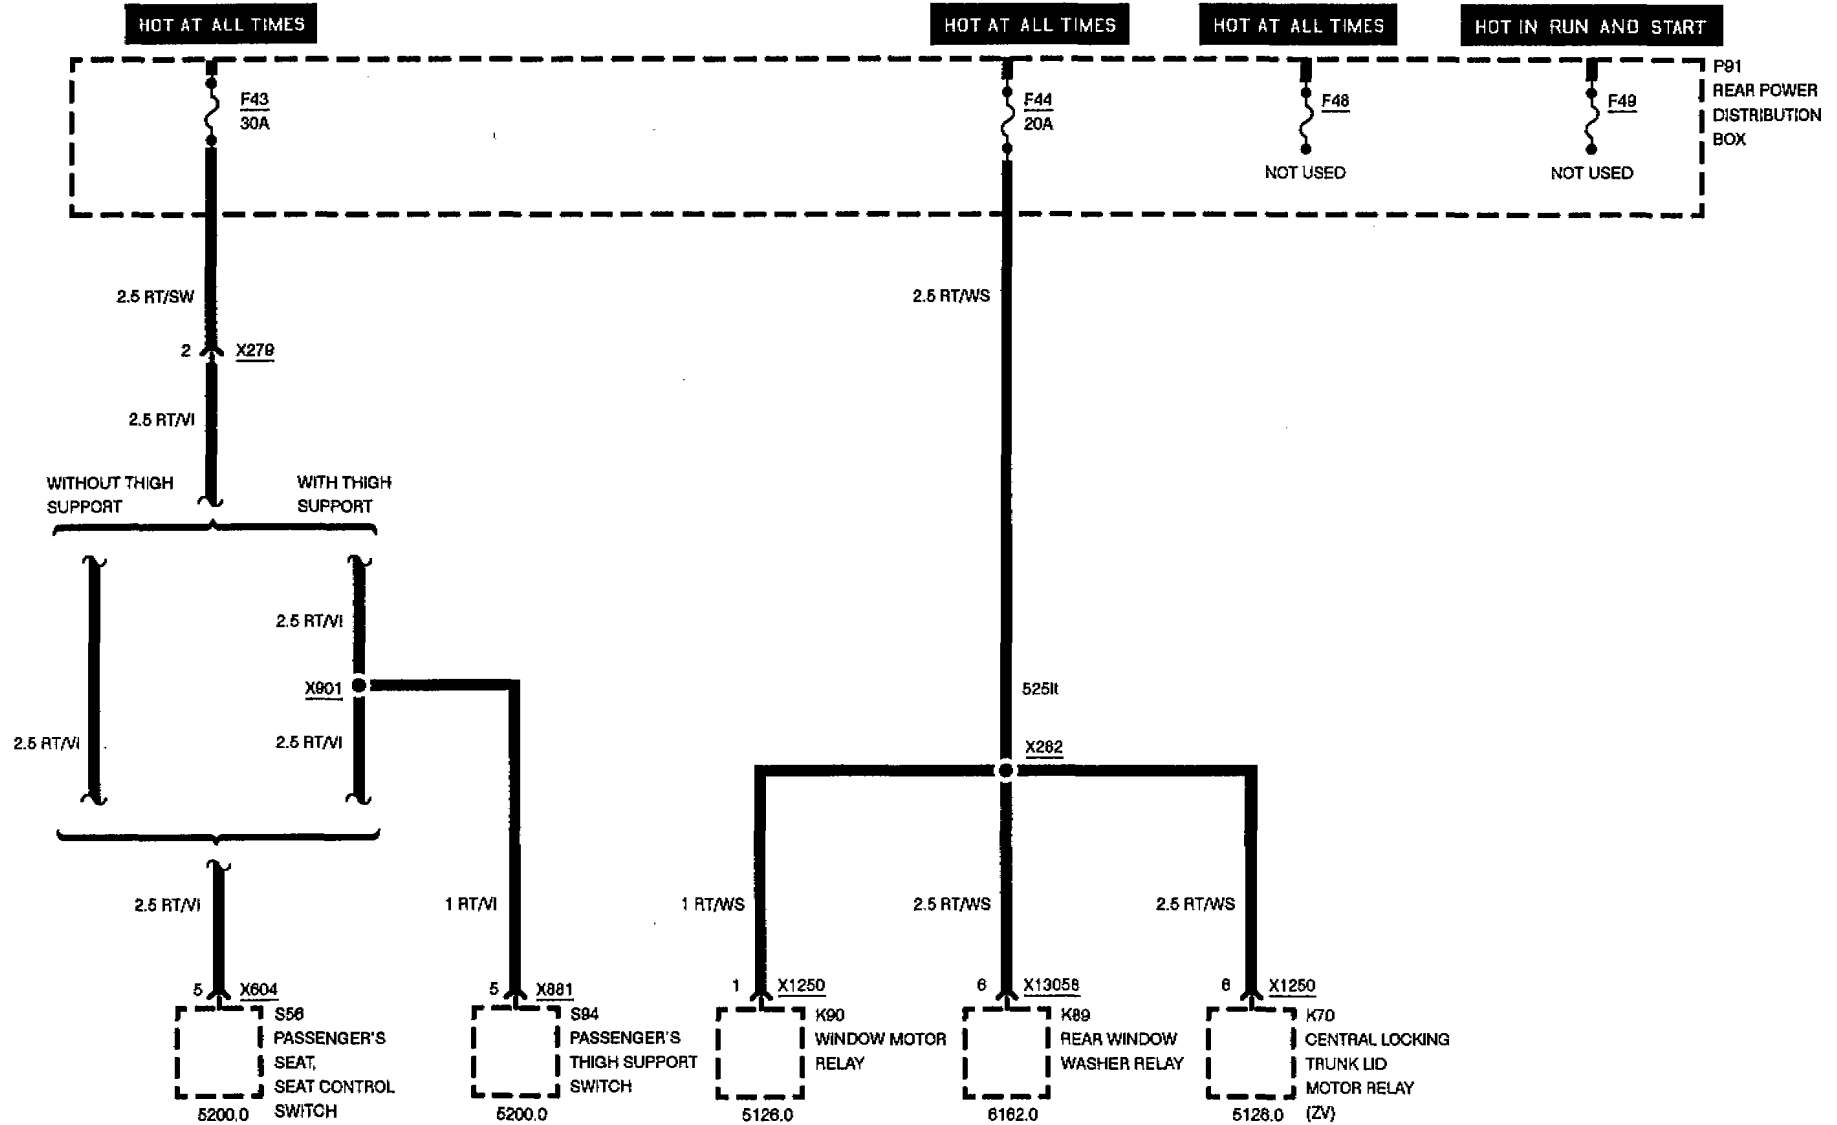 HOT AT ALL TIMES
HOT AT ALL TIMES
HOT AT ALL TIMES
HOT IN RUN AND START
P91
REAR POWER
DISTRIBUTION
BOX
F43
30A
F44
20A
F48
NOT USED
F49
NOT USED
2.5 RT/SW
2.5 RT/WS
2
X279
2.5 RT/VI
WITHOUT THIGH
SUPPORT
WITH THIGH
SUPPORT
2.5 RT/VI
X901
525it
2.5 RT/VI
2.5 RT/VI
X282
2.5 RT/VI
1 RT/VI
1 RT/WS
2.5 RT/WS
2.5 RT/WS
5
X604
5
X881
1
X1250
6
X13058
6
X1250
S56
PASSENGER'S
SEAT,
SEAT CONTROL
SWITCH
5200.0
S94
PASSENGER'S
THIGH SUPPORT
SWITCH
5200.0
K90
WINDOW MOTOR
RELAY
5126.0
K89
REAR WINDOW
WASHER RELAY
6162.0
K70
CENTRAL LOCKING
TRUNK LID
MOTOR RELAY
(ZV)
5126.0